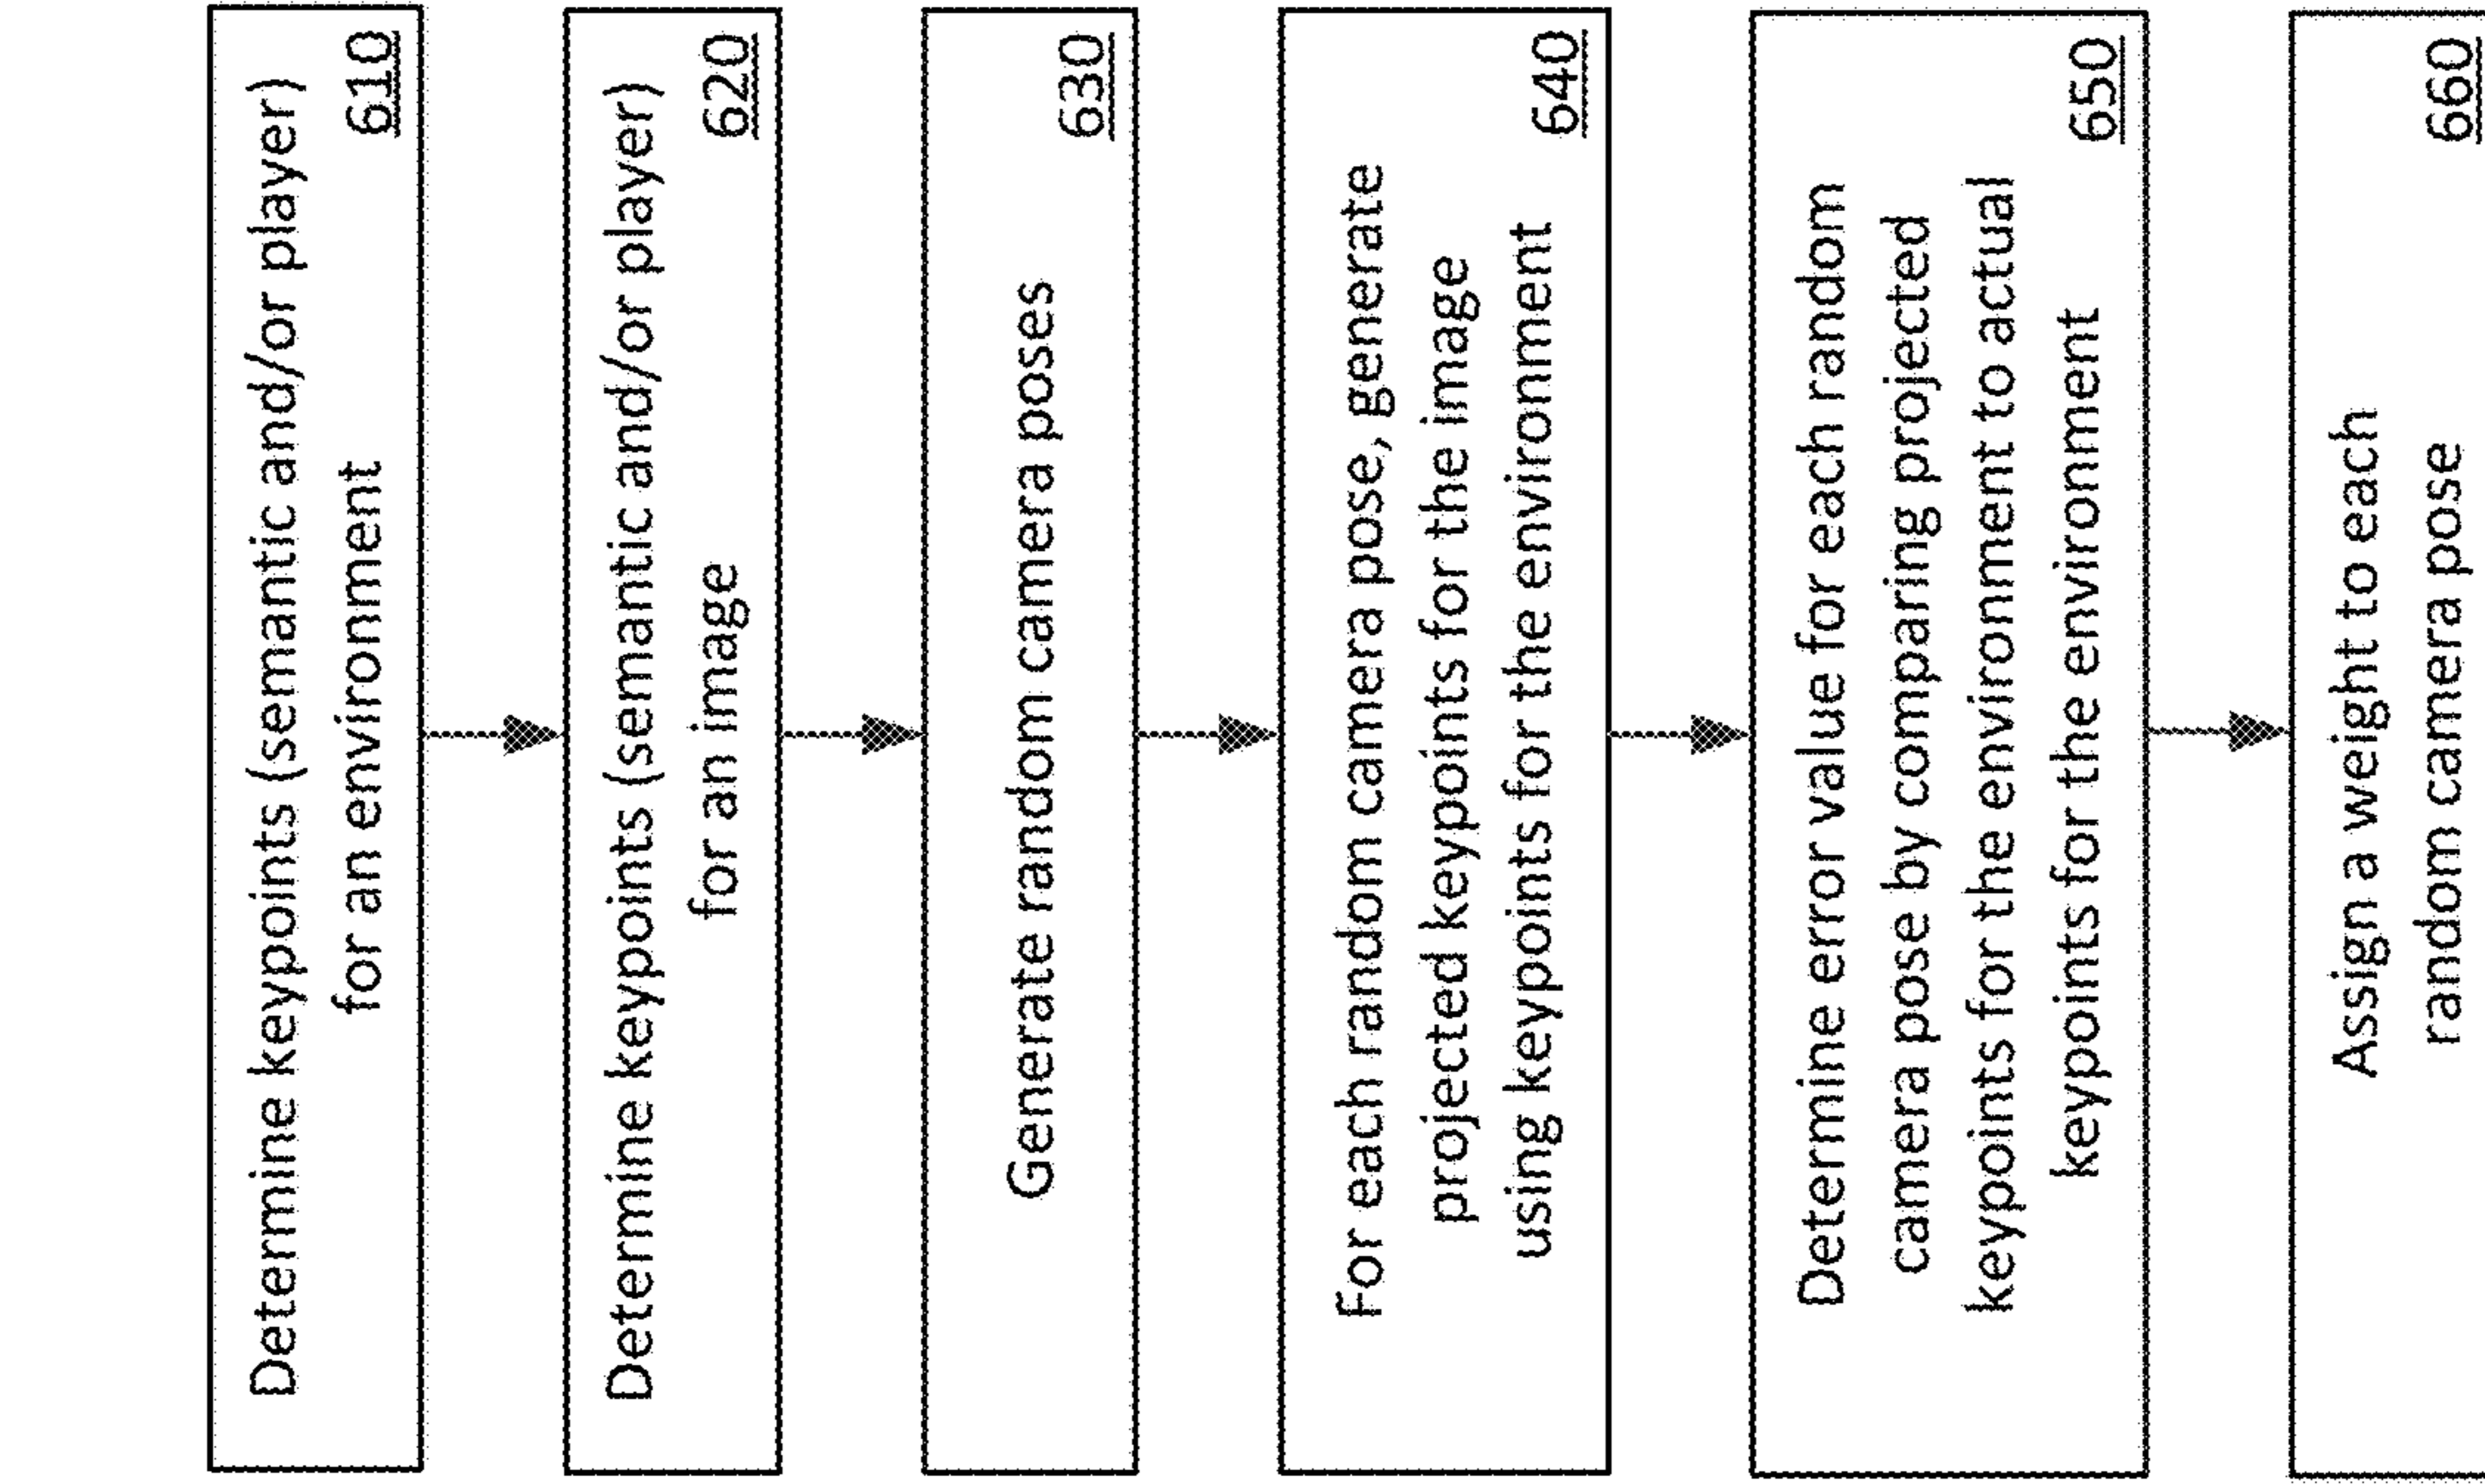 Determine keypoints (semantic and/or player)
for an environment
610
Determine keypoints (semantic and/or player)
for an image
620
Generate random camera poses
630
For each random camera pose, generate
projected keypoints for the image
using keypoints for the environment
640
Determine error value for each random
camera pose by comparing projected
keypoints for the environment to actual
keypoints for the environment
650
Assign a weight to each
random camera pose
660